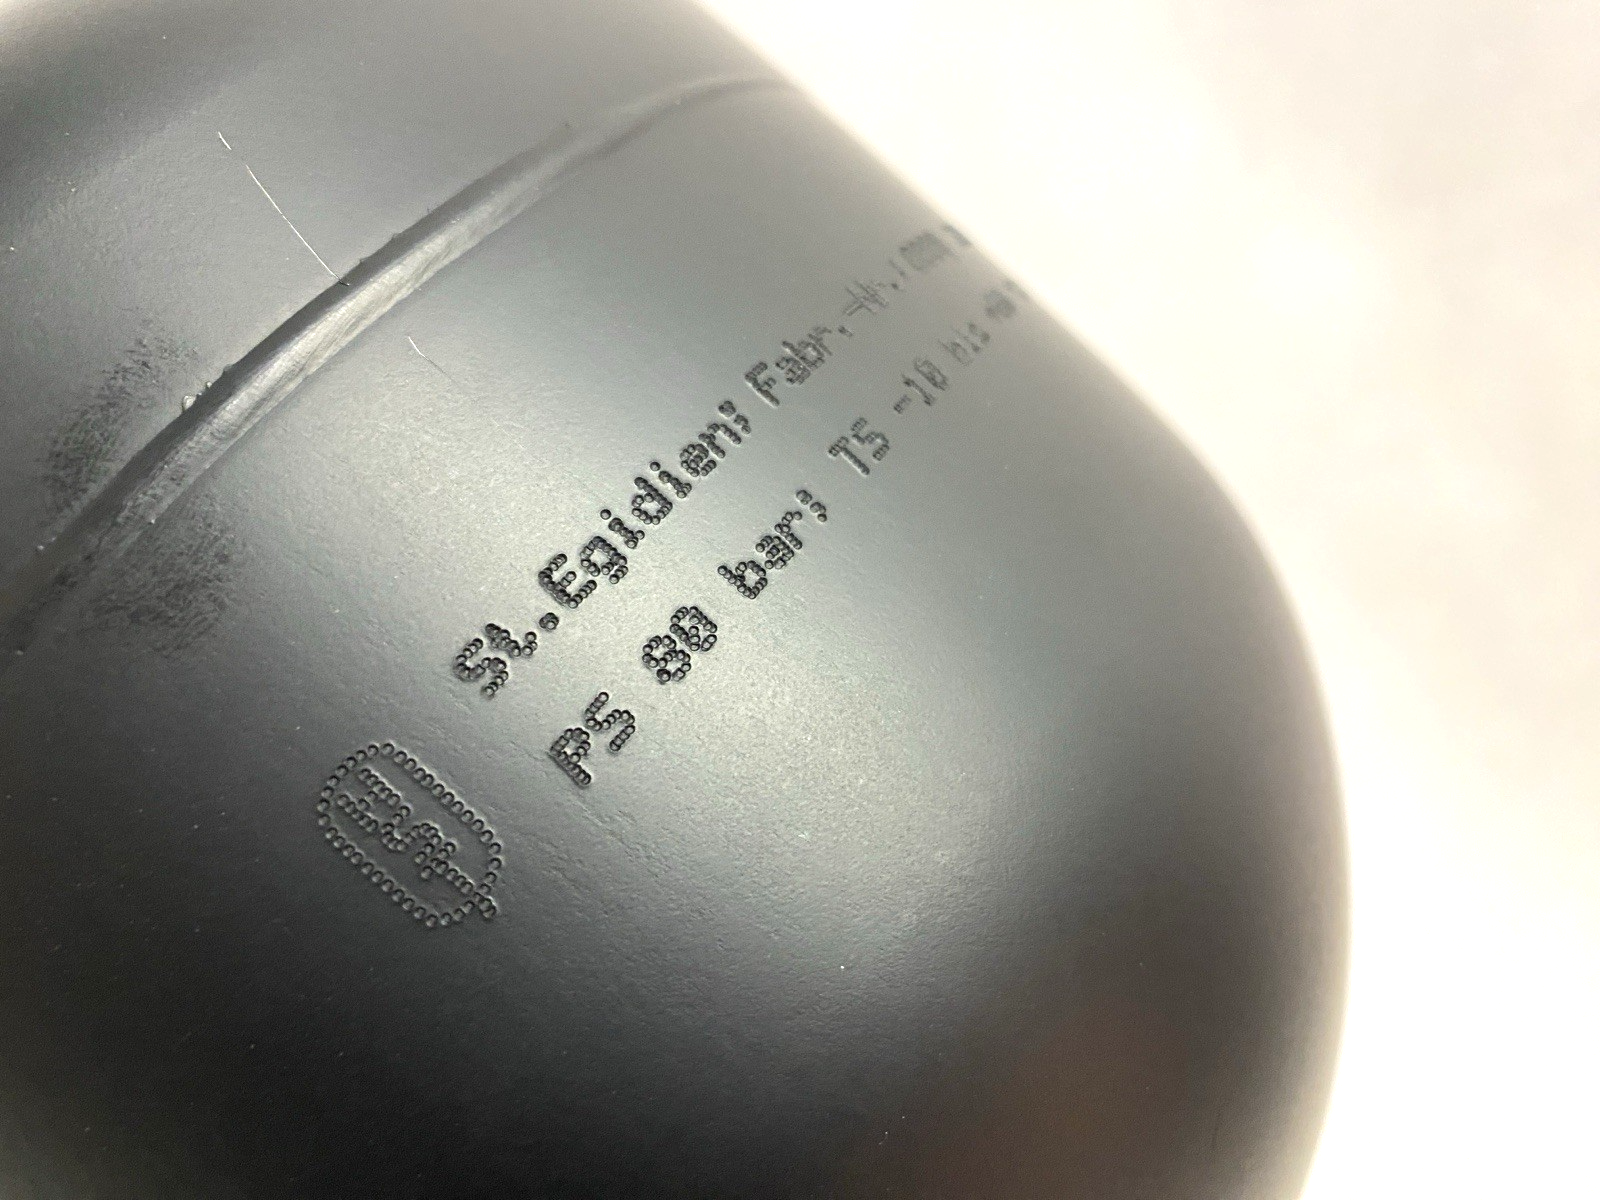 St.Egidien; Fabr.-Nr.:
PS 80 bar; TS -10 bis